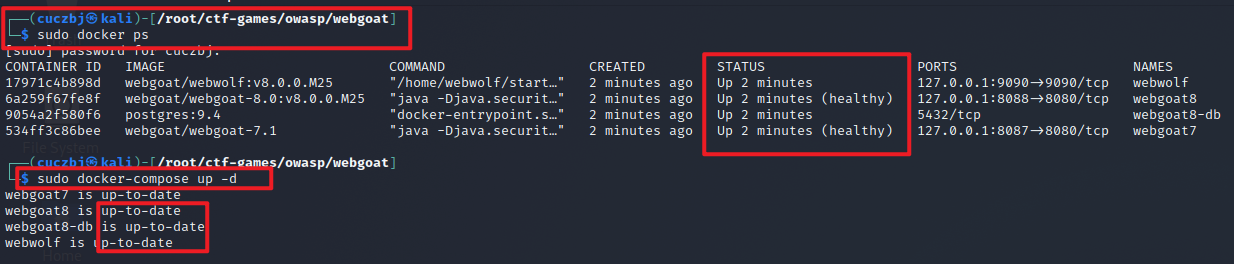 (cuczbj㉿kali)-[/root/ctf-games/owasp/webgoat]
$ sudo docker ps
[sudo] password for cuczbj:
CONTAINER ID IMAGE COMMAND CREATED STATUS PORTS NAMES
17971c4b898d webgoat/webwolf:v8.0.0.M25 "/home/webwolf/start…" 2 minutes ago Up 2 minutes 127.0.0.1:9090→9090/tcp webwolf
6a259f67fe8f webgoat/webgoat-8.0:v8.0.0.M25 "java -Djava.securit…" 2 minutes ago Up 2 minutes (healthy) 127.0.0.1:8088→8080/tcp webgoat8
9054a2f580f6 postgres:9.4 "docker-entrypoint.s…" 2 minutes ago Up 2 minutes 5432/tcp webgoat8-db
534ff3c86bee webgoat/webgoat-7.1 "java -Djava.securit…" 2 minutes ago Up 2 minutes (healthy) 127.0.0.1:8087→8080/tcp webgoat7
File System
(cuczbj㉿kali)-[/root/ctf-games/owasp/webgoat]
$ sudo docker-compose up -d
webgoat7 is up-to-date
webgoat8 is up-to-date
webgoat8-db is up-to-date
webwolf is up-to-date
Home